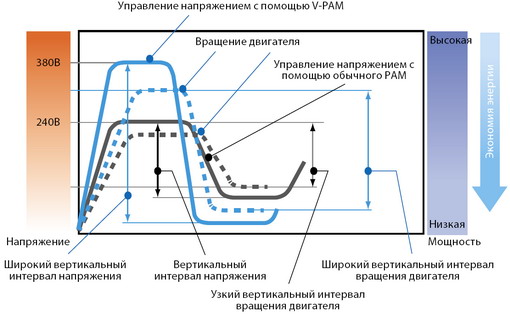 Управление напряжением с помощью V-PAM
Вращение двигателя
Управление напряжением с
помощью обычного PAM
380В
240В
Высокая
Экономия энергии
Низкая
Напряжение
Мощность
Широкий вертикальный
интервал напряжения
Вертикальный
интервал напряжения
Широкий вертикальный интервал
вращения двигателя
Узкий вертикальный интервал
вращения двигателя